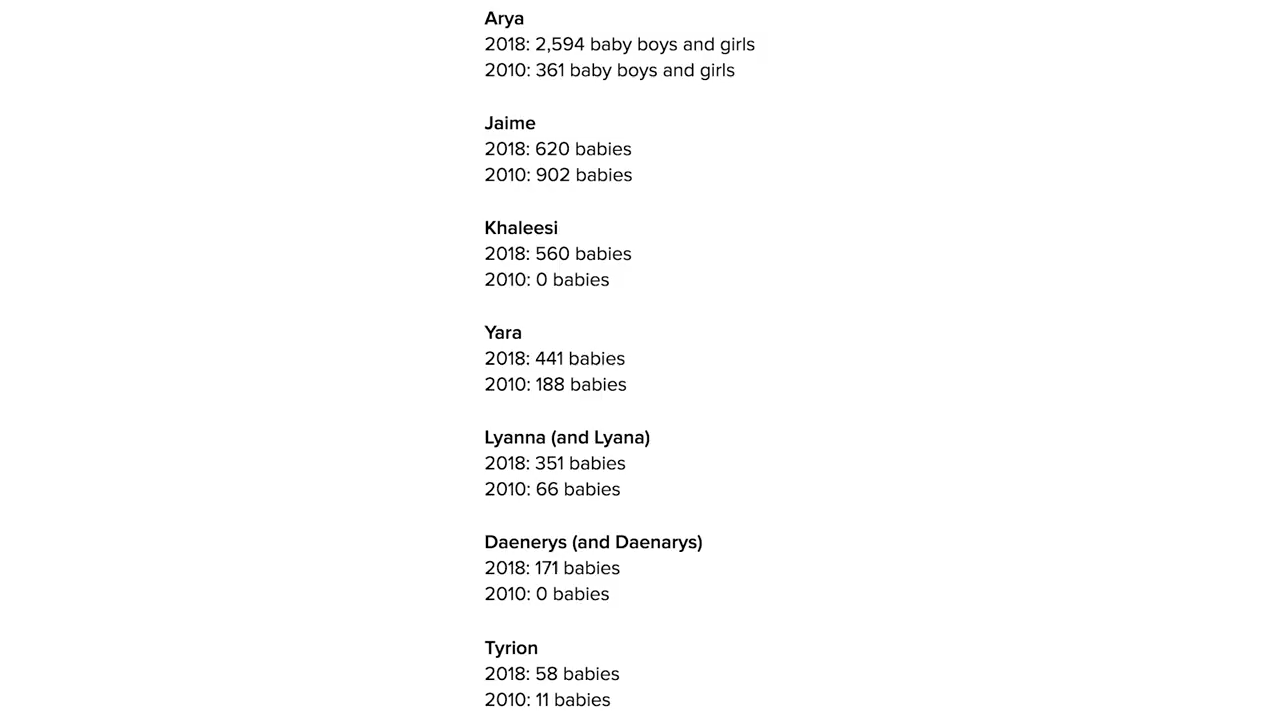 Arya
2018: 2,594 baby boys and girls
2010: 361 baby boys and girls
Jaime
2018: 620 babies
2010: 902 babies
Khaleesi
2018: 560 babies
2010: 0 babies
Yara
2018: 441 babies
2010: 188 babies
Lyanna (and Lyana)
2018: 351 babies
2010: 66 babies
Daenerys (and Daenarys)
2018: 171 babies
2010: 0 babies
Tyrion
2018: 58 babies
2010: 11 babies